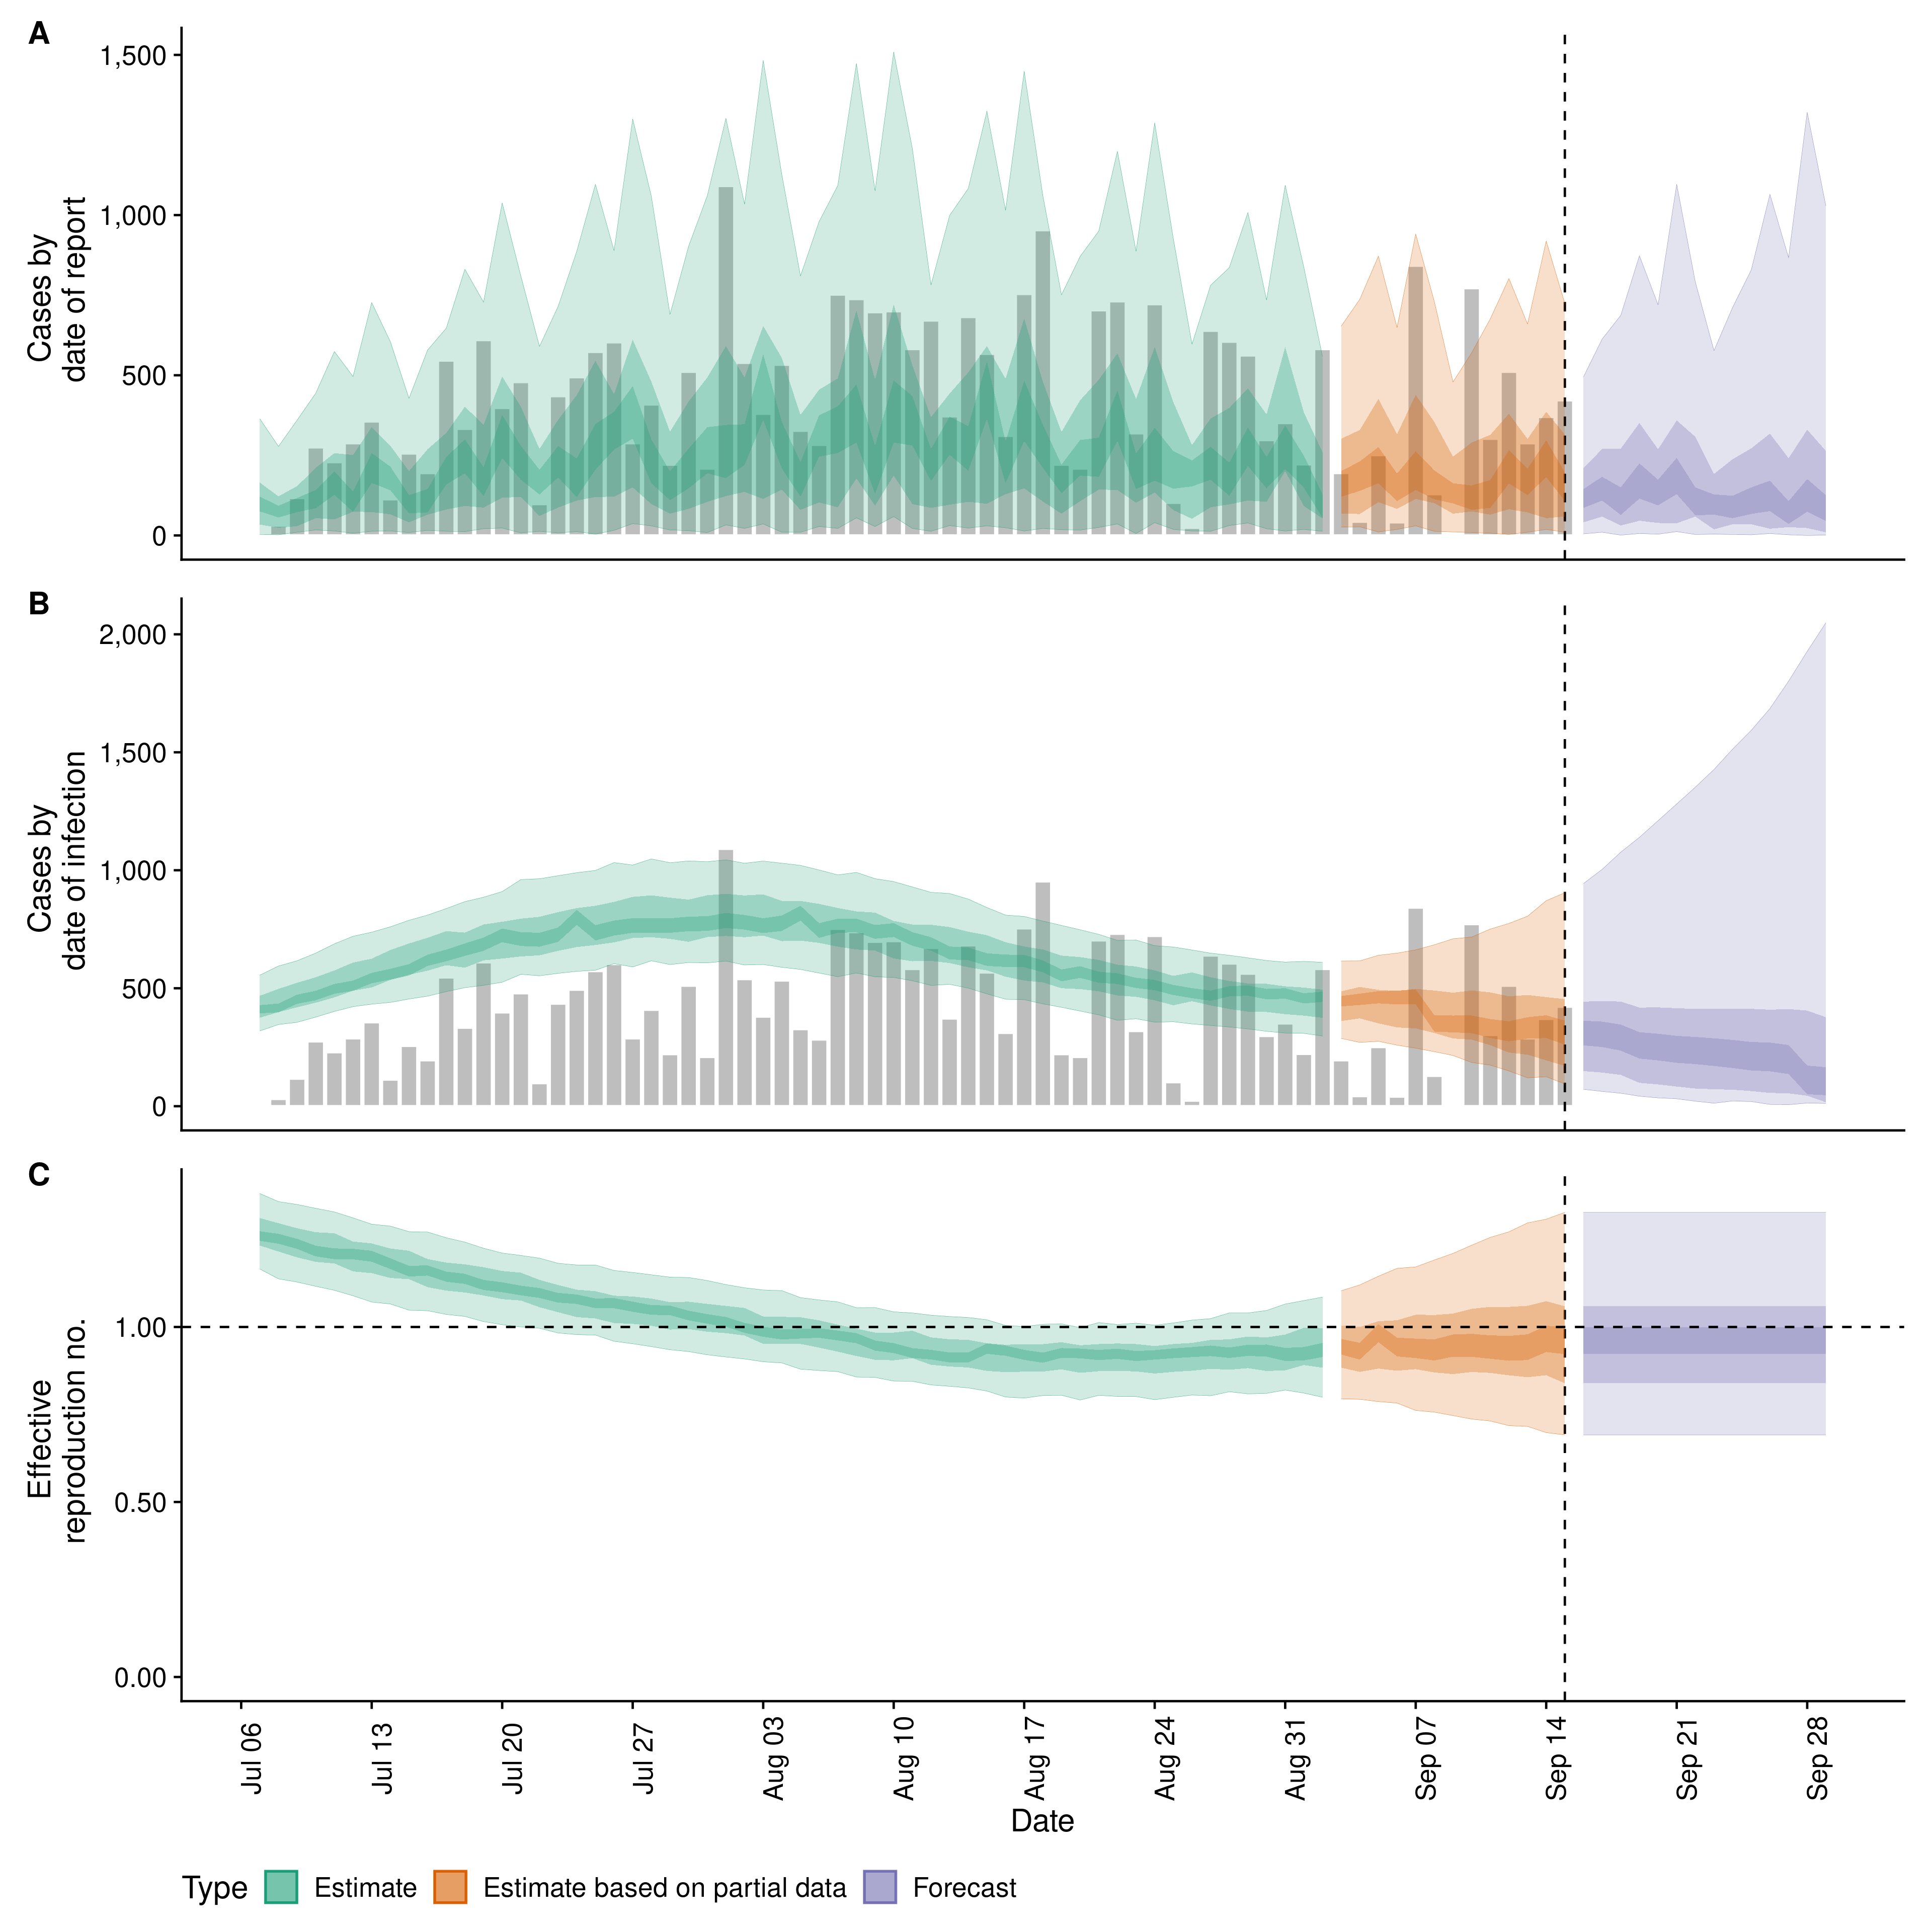 A
1,500
1,000
500
0
Cases by
date of report
B
2,000
1,500
1,000
500
0
Cases by
date of infection
C
1.00
0.50
0.00
Effective
reproduction no.
Jul 06
Jul 13
Jul 20
Jul 27
Aug 03
Aug 10
Aug 17
Aug 24
Aug 31
Sep 07
Sep 14
Sep 21
Sep 28
Date
Type Estimate Estimate based on partial data Forecast